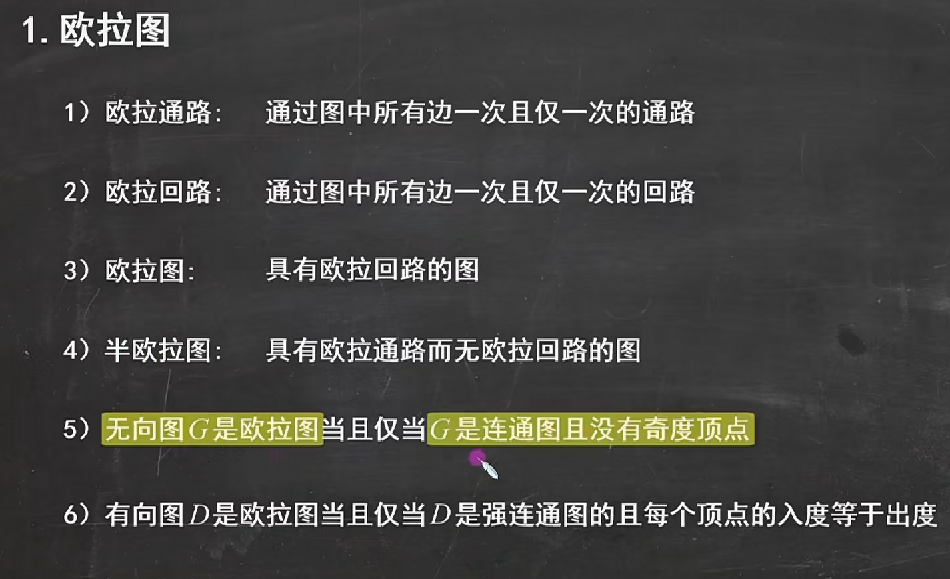 1. 欧拉图
1）欧拉通路: 通过图中所有边一次且仅一次的通路
2）欧拉回路: 通过图中所有边一次且仅一次的回路
3）欧拉图: 具有欧拉回路的图
4）半欧拉图: 具有欧拉通路而无欧拉回路的图
5）无向图G是欧拉图当且仅当G是连通图且没有奇度顶点
6）有向图D是欧拉图当且仅当D是强连通图的且每个顶点的入度等于出度